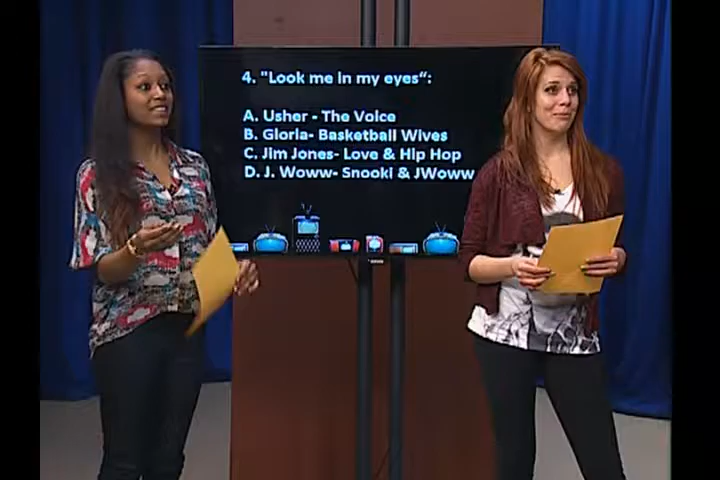 4. "Look me in my eyes“:
A. Usher - The Voice
B. Gloria- Basketball Wives
C. Jim Jones- Love & Hip Hop
D. J. Woww- Snooki & JWoww